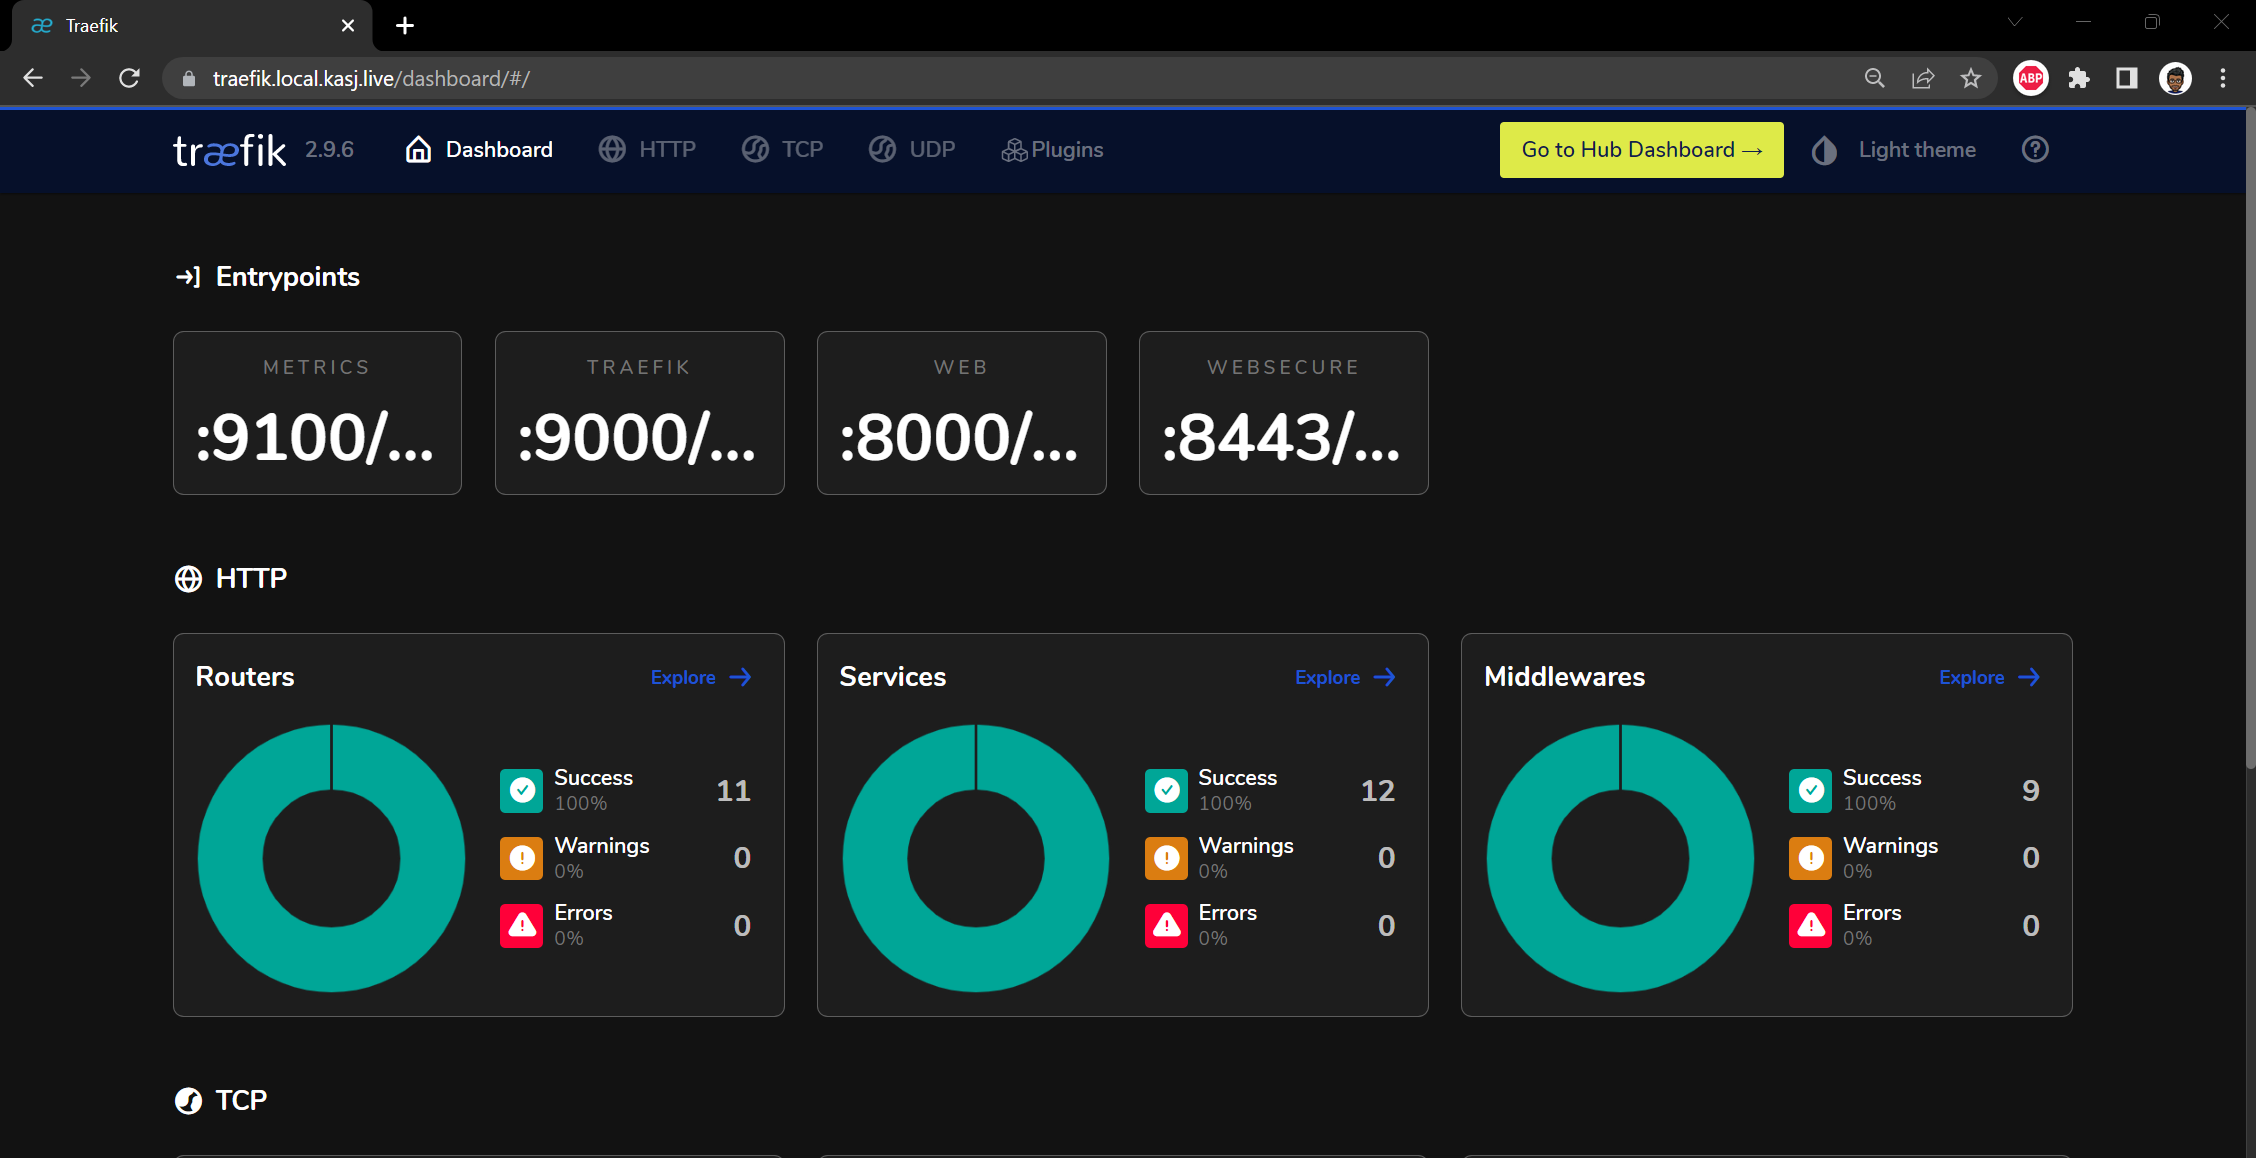 Traefik
traefik.local.kasj.live/dashboard/#/
ABP
træfik 2.9.6 Dashboard HTTP TCP UDP Plugins Go to Hub Dashboard → Light theme
Entrypoints
METRICS
:9100/...
TRAEFIK
:9000/...
WEB
:8000/...
WEBSECURE
:8443/...
HTTP
Routers Explore
Success 11
100%
Warnings 0
0%
Errors 0
0%
Services Explore
Success 12
100%
Warnings 0
0%
Errors 0
0%
Middlewares Explore
Success 9
100%
Warnings 0
0%
Errors 0
0%
TCP